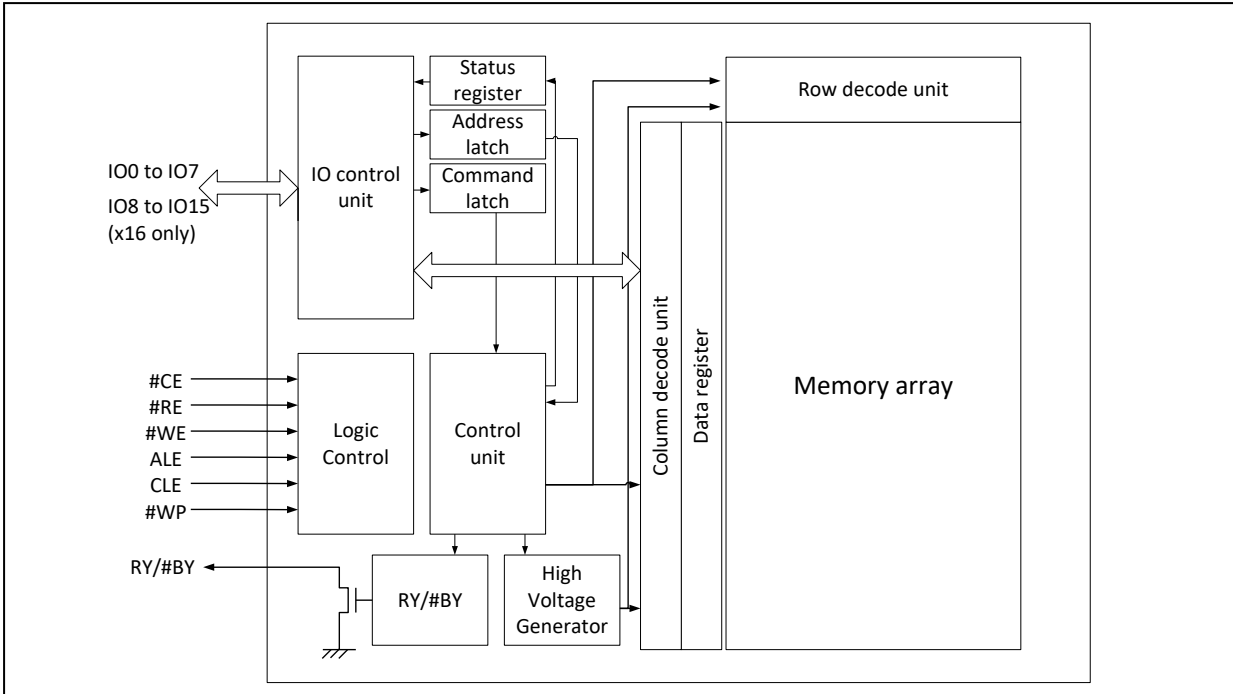 Status
register
Address
latch
Command
latch
IO0 to IO7
IO8 to IO15
(x16 only)
IO control
unit
Row decode unit
#CE
#RE
#WE
ALE
CLE
#WP
RY/#BY
Logic
Control
Control
unit
RY/#BY
High
Voltage
Generator
Column decode unit
Data register
Memory array